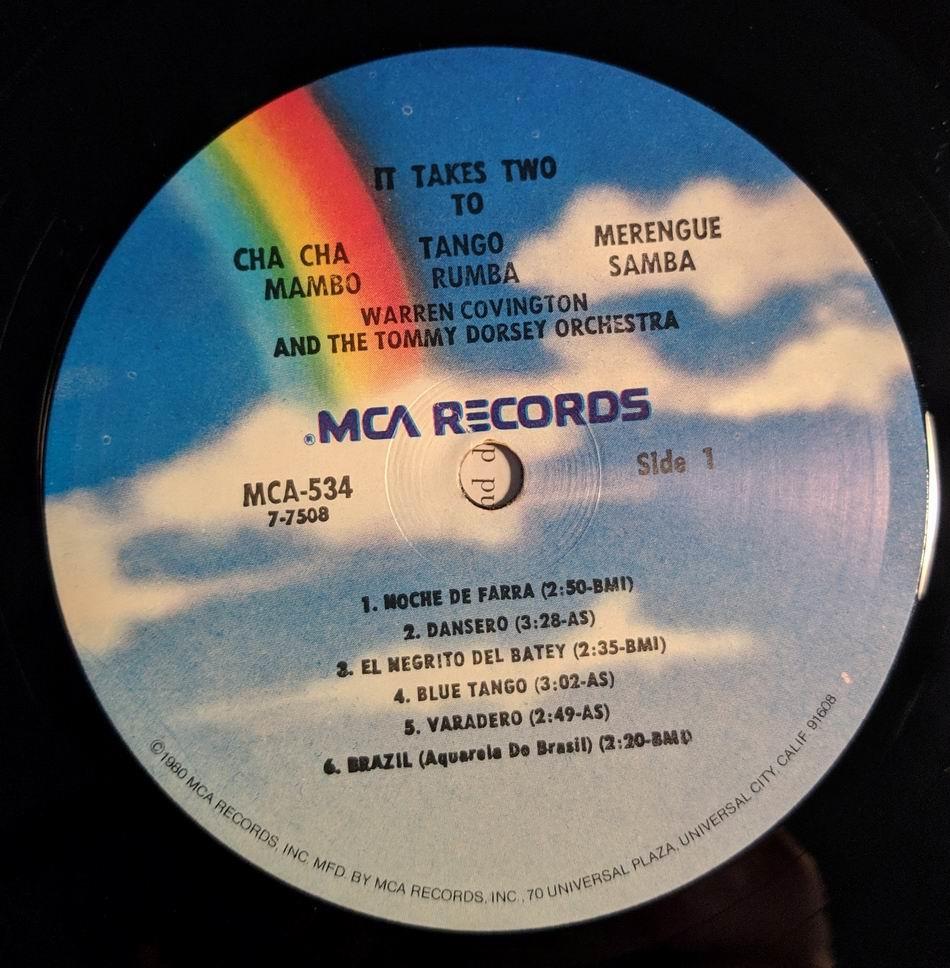 IT TAKES TWO
TO
CHA CHA TANGO MERENGUE
MAMBO RUMBA SAMBA
WARREN COVINGTON
AND THE TOMMY DORSEY ORCHESTRA
®MCA RECORDS
Side 1
MCA-534
7-7508
1. NOCHE DE FARRA (2:50-BMI)
2. DANSERO (3:28-AS)
3. EL NEGRITO DEL BATEY (2:35-BMI)
4. BLUE TANGO (3:02-AS)
5. VARADERO (2:49-AS)
6. BRAZIL (Aquarela Do Brasil) (2:20-BMI)
©1980 MCA RECORDS, INC. MFD. BY MCA RECORDS, INC., 70 UNIVERSAL PLAZA, UNIVERSAL CITY, CALIF. 91608